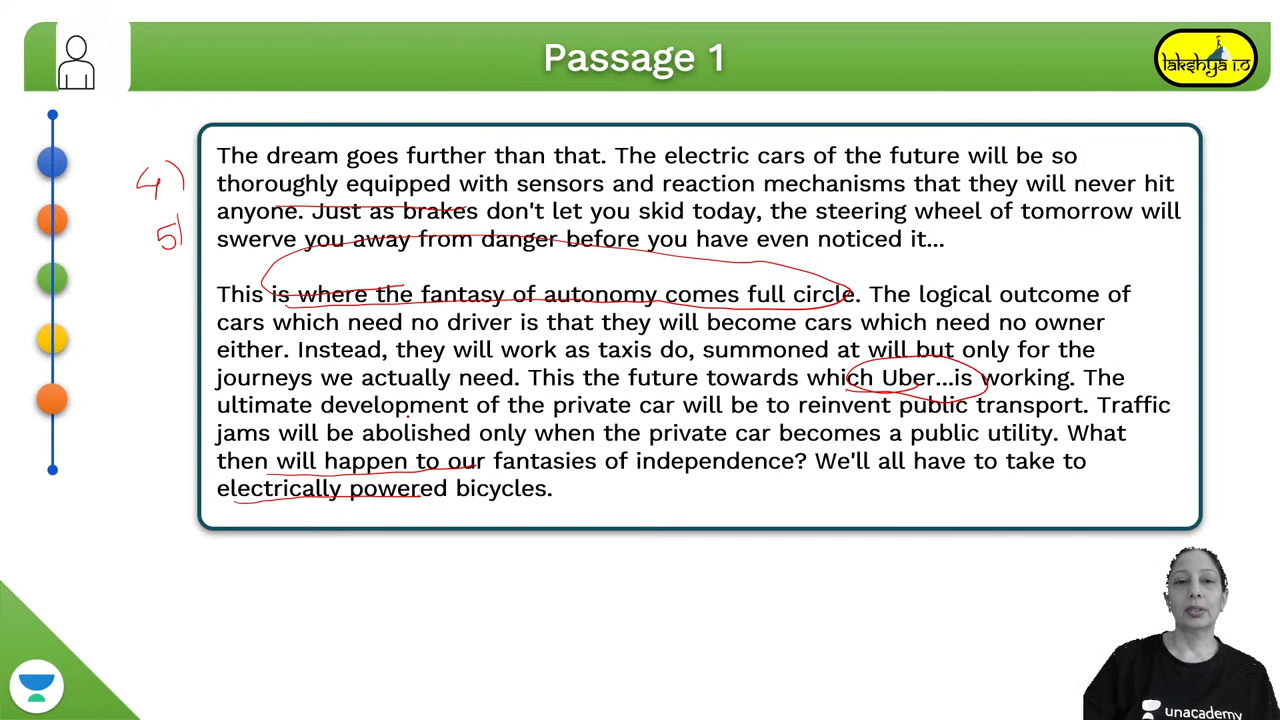 Passage 1
lakshya 1.0
4)
5)
The dream goes further than that. The electric cars of the future will be so
thoroughly equipped with sensors and reaction mechanisms that they will never hit
anyone. Just as brakes don't let you skid today, the steering wheel of tomorrow will
swerve you away from danger before you have even noticed it...
This is where the fantasy of autonomy comes full circle. The logical outcome of
cars which need no driver is that they will become cars which need no owner
either. Instead, they will work as taxis do, summoned at will but only for the
journeys we actually need. This the future towards which Uber...is working. The
ultimate development of the private car will be to reinvent public transport. Traffic
jams will be abolished only when the private car becomes a public utility. What
then will happen to our fantasies of independence? We'll all have to take to
electrically powered bicycles.
unacademy